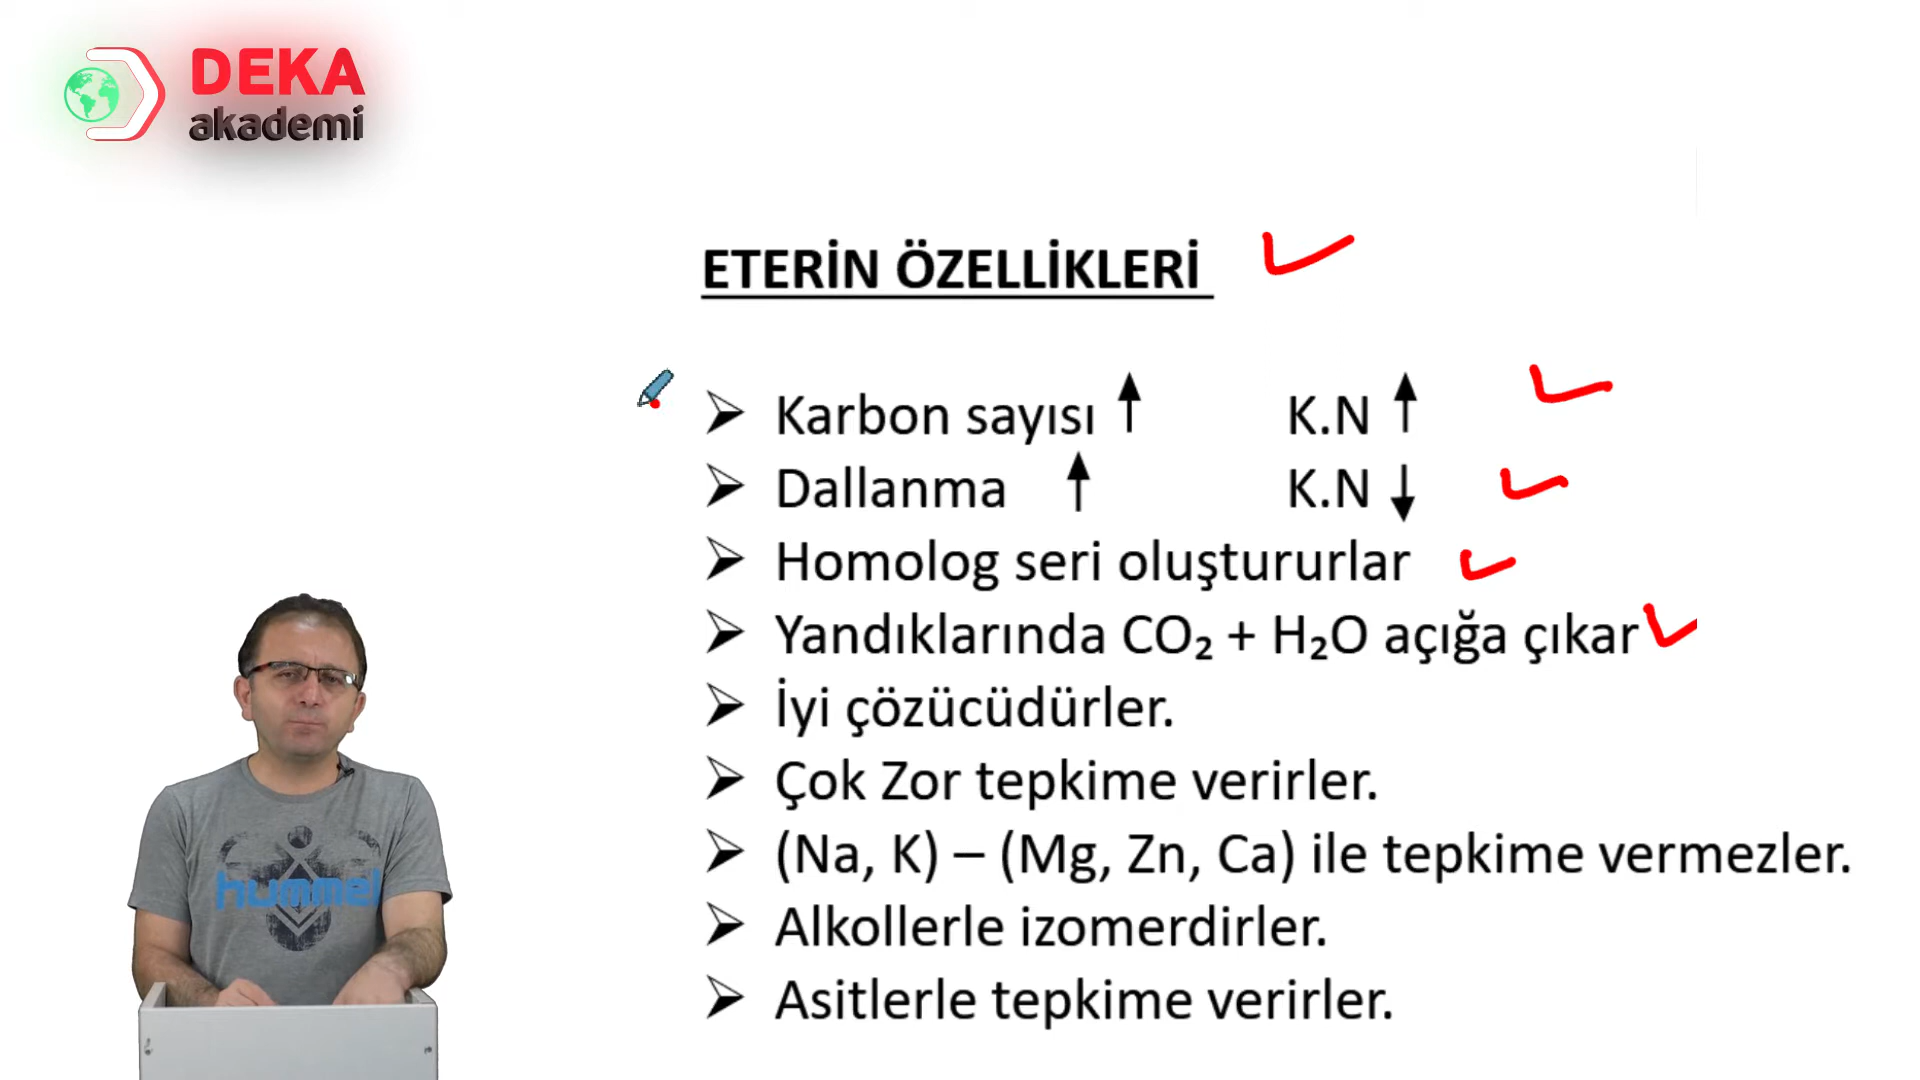 DEKA
akademi
ETERİN ÖZELLİKLERİ
Karbon sayısı ↑ K.N ↑
Dallanma ↑ K.N ↓
Homolog seri oluştururlar
Yandıklarında CO₂ + H₂O açığa çıkar
İyi çözücüdürler.
Çok Zor tepkime verirler.
(Na, K) – (Mg, Zn, Ca) ile tepkime vermezler.
Alkollerle izomerdirler.
Asitlerle tepkime verirler.
hummel